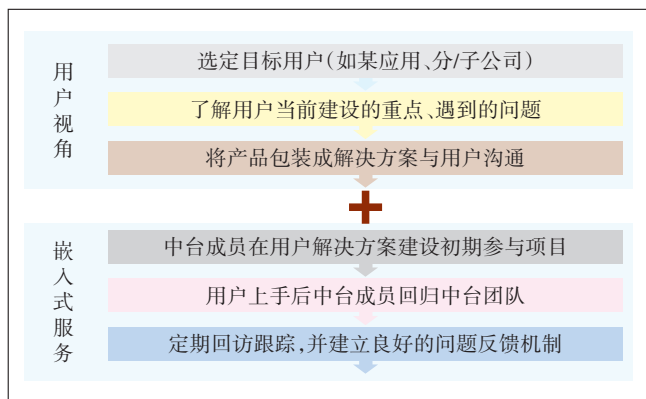 用户视角
选定目标用户(如某应用、分/子公司)
了解用户当前建设的重点、遇到的问题
将产品包装成解决方案与用户沟通
+
嵌入式服务
中台成员在用户解决方案建设初期参与项目
用户上手后中台成员回归中台团队
定期回访跟踪,并建立良好的问题反馈机制